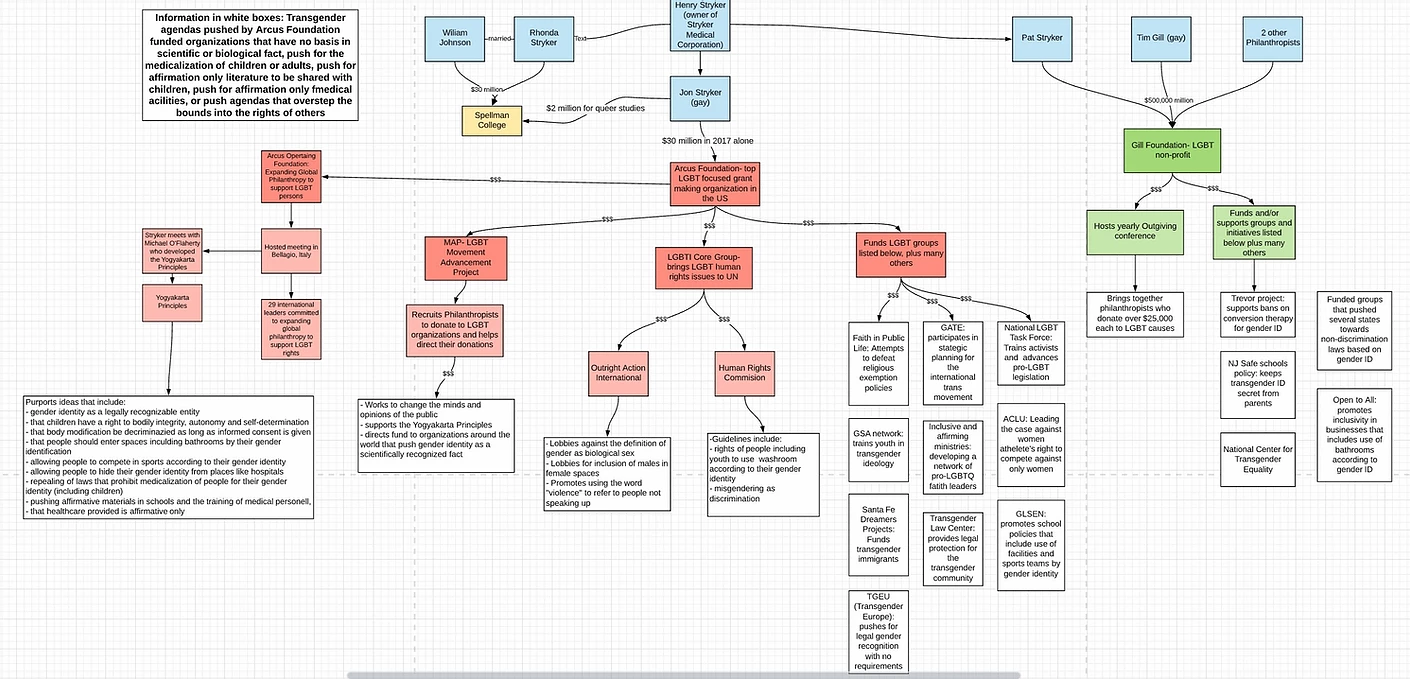 Information in white boxes: Transgender
agendas pushed by Arcus Foundation
funded organizations that have no basis in
scientific or biological fact, push for the
medicalization of children or adults, push for
affirmation only literature to be shared with
children, push for affirmation only fmedical
acilities, or push agendas that overstep the
bounds into the rights of others
Wiliam
Johnson
married
Rhonda
Stryker
Text
Henry Stryker
(owner of
Stryker
Medical
Corporation)
Pat Stryker
Tim Gill (gay)
2 other
Philanthropists
$30 million
Spellman
College
$2 million for queer studies
Jon Stryker
(gay)
$500,000 million
$30 million in 2017 alone
Gill Foundation- LGBT
non-profit
Arcus Opertaing
Foundation:
Expanding Global
Philanthropy to
support LGBT
persons
$$$
Arcus Foundation- top
LGBT focused grant
making organization in
the US
$$$
$$$
$$$
$$$
$$$
Stryker meets with
Michael O'Flaherty
who developed
the Yogyakarta
Principles
Hosted meeting in
Bellagio, Italy
MAP- LGBT
Movement
Advancement
Project
LGBTI Core Group-
brings LGBT human
rights issues to UN
Funds LGBT groups
listed below, plus many
others
Hosts yearly Outgiving
conference
Funds and/or
supports groups and
initiatives listed
below plus many
others
Yogyakarta
Principles
29 international
leaders committed
to expanding
global
philanthropy to
support LGBT
rights
Recruits Philanthropists
to donate to LGBT
organizations and helps
direct their donations
$$$
$$$
$$$
$$$
$$$
Brings together
philanthropists who
donate over $25,000
each to LGBT causes
Trevor project:
supports bans on
conversion therapy
for gender ID
Funded groups
that pushed
several states
towards
non-discrimination
laws based on
gender ID
Faith in Public
Life: Attempts
to defeat
religious
exemption
policies
GATE:
participates in
stategic
planning for
the
international
trans
movement
National LGBT
Task Force:
Trains activists
and advances
pro-LGBT
legislation
$$$
Outright Action
International
Human Rights
Commision
NJ Safe schools
policy: keeps
transgender ID
secret from
parents
Open to All:
promotes
inclusivity in
businesses that
includes use of
bathrooms
according to
gender ID
Purports ideas that include:
- gender identity as a legally recognizable entity
- that children have a right to bodily integrity, autonomy and self-determination
- that body modification be decriminazied as long as informed consent is given
- that people should enter spaces inculding bathrooms by their gender
identification
- allowing people to compete in sports according to their gender identity
- allowing people to hide their gender identity from places like hospitals
- repealing of laws that prohibit medicalization of people for their gender
identity (including children)
- pushing affirmative materials in schools and the training of medical personell,
- that healthcare provided is affirmative only
- Works to change the minds and
opinions of the public
- supports the Yogyakarta Principles
- directs fund to organizations around the
world that push gender identity as a
scientifically recognized fact
- Lobbies against the definition of
gender as biological sex
- Lobbies for inclusion of males in
female spaces
- Promotes using the word
"violence" to refer to people not
speaking up
-Guidelines include:
- rights of people including
youth to use washroom
according to their gender
identity
- misgendering as
discrimination
GSA network:
trains youth in
transgender
ideology
Inclusive and
affirming
ministries:
developing a
network of
pro-LGBTQ
fatith leaders
ACLU: Leading
the case against
women
athelete's right to
compete against
only women
National Center for
Transgender
Equality
Santa Fe
Dreamers
Projects:
Funds
transgender
immigrants
Transgender
Law Center:
provides legal
protection for
the
transgender
community
GLSEN:
promotes school
policies that
include use of
facilities and
sports teams by
gender identity
TGEU
(Transgender
Europe):
pushes for
legal gender
recognition
with no
requirements